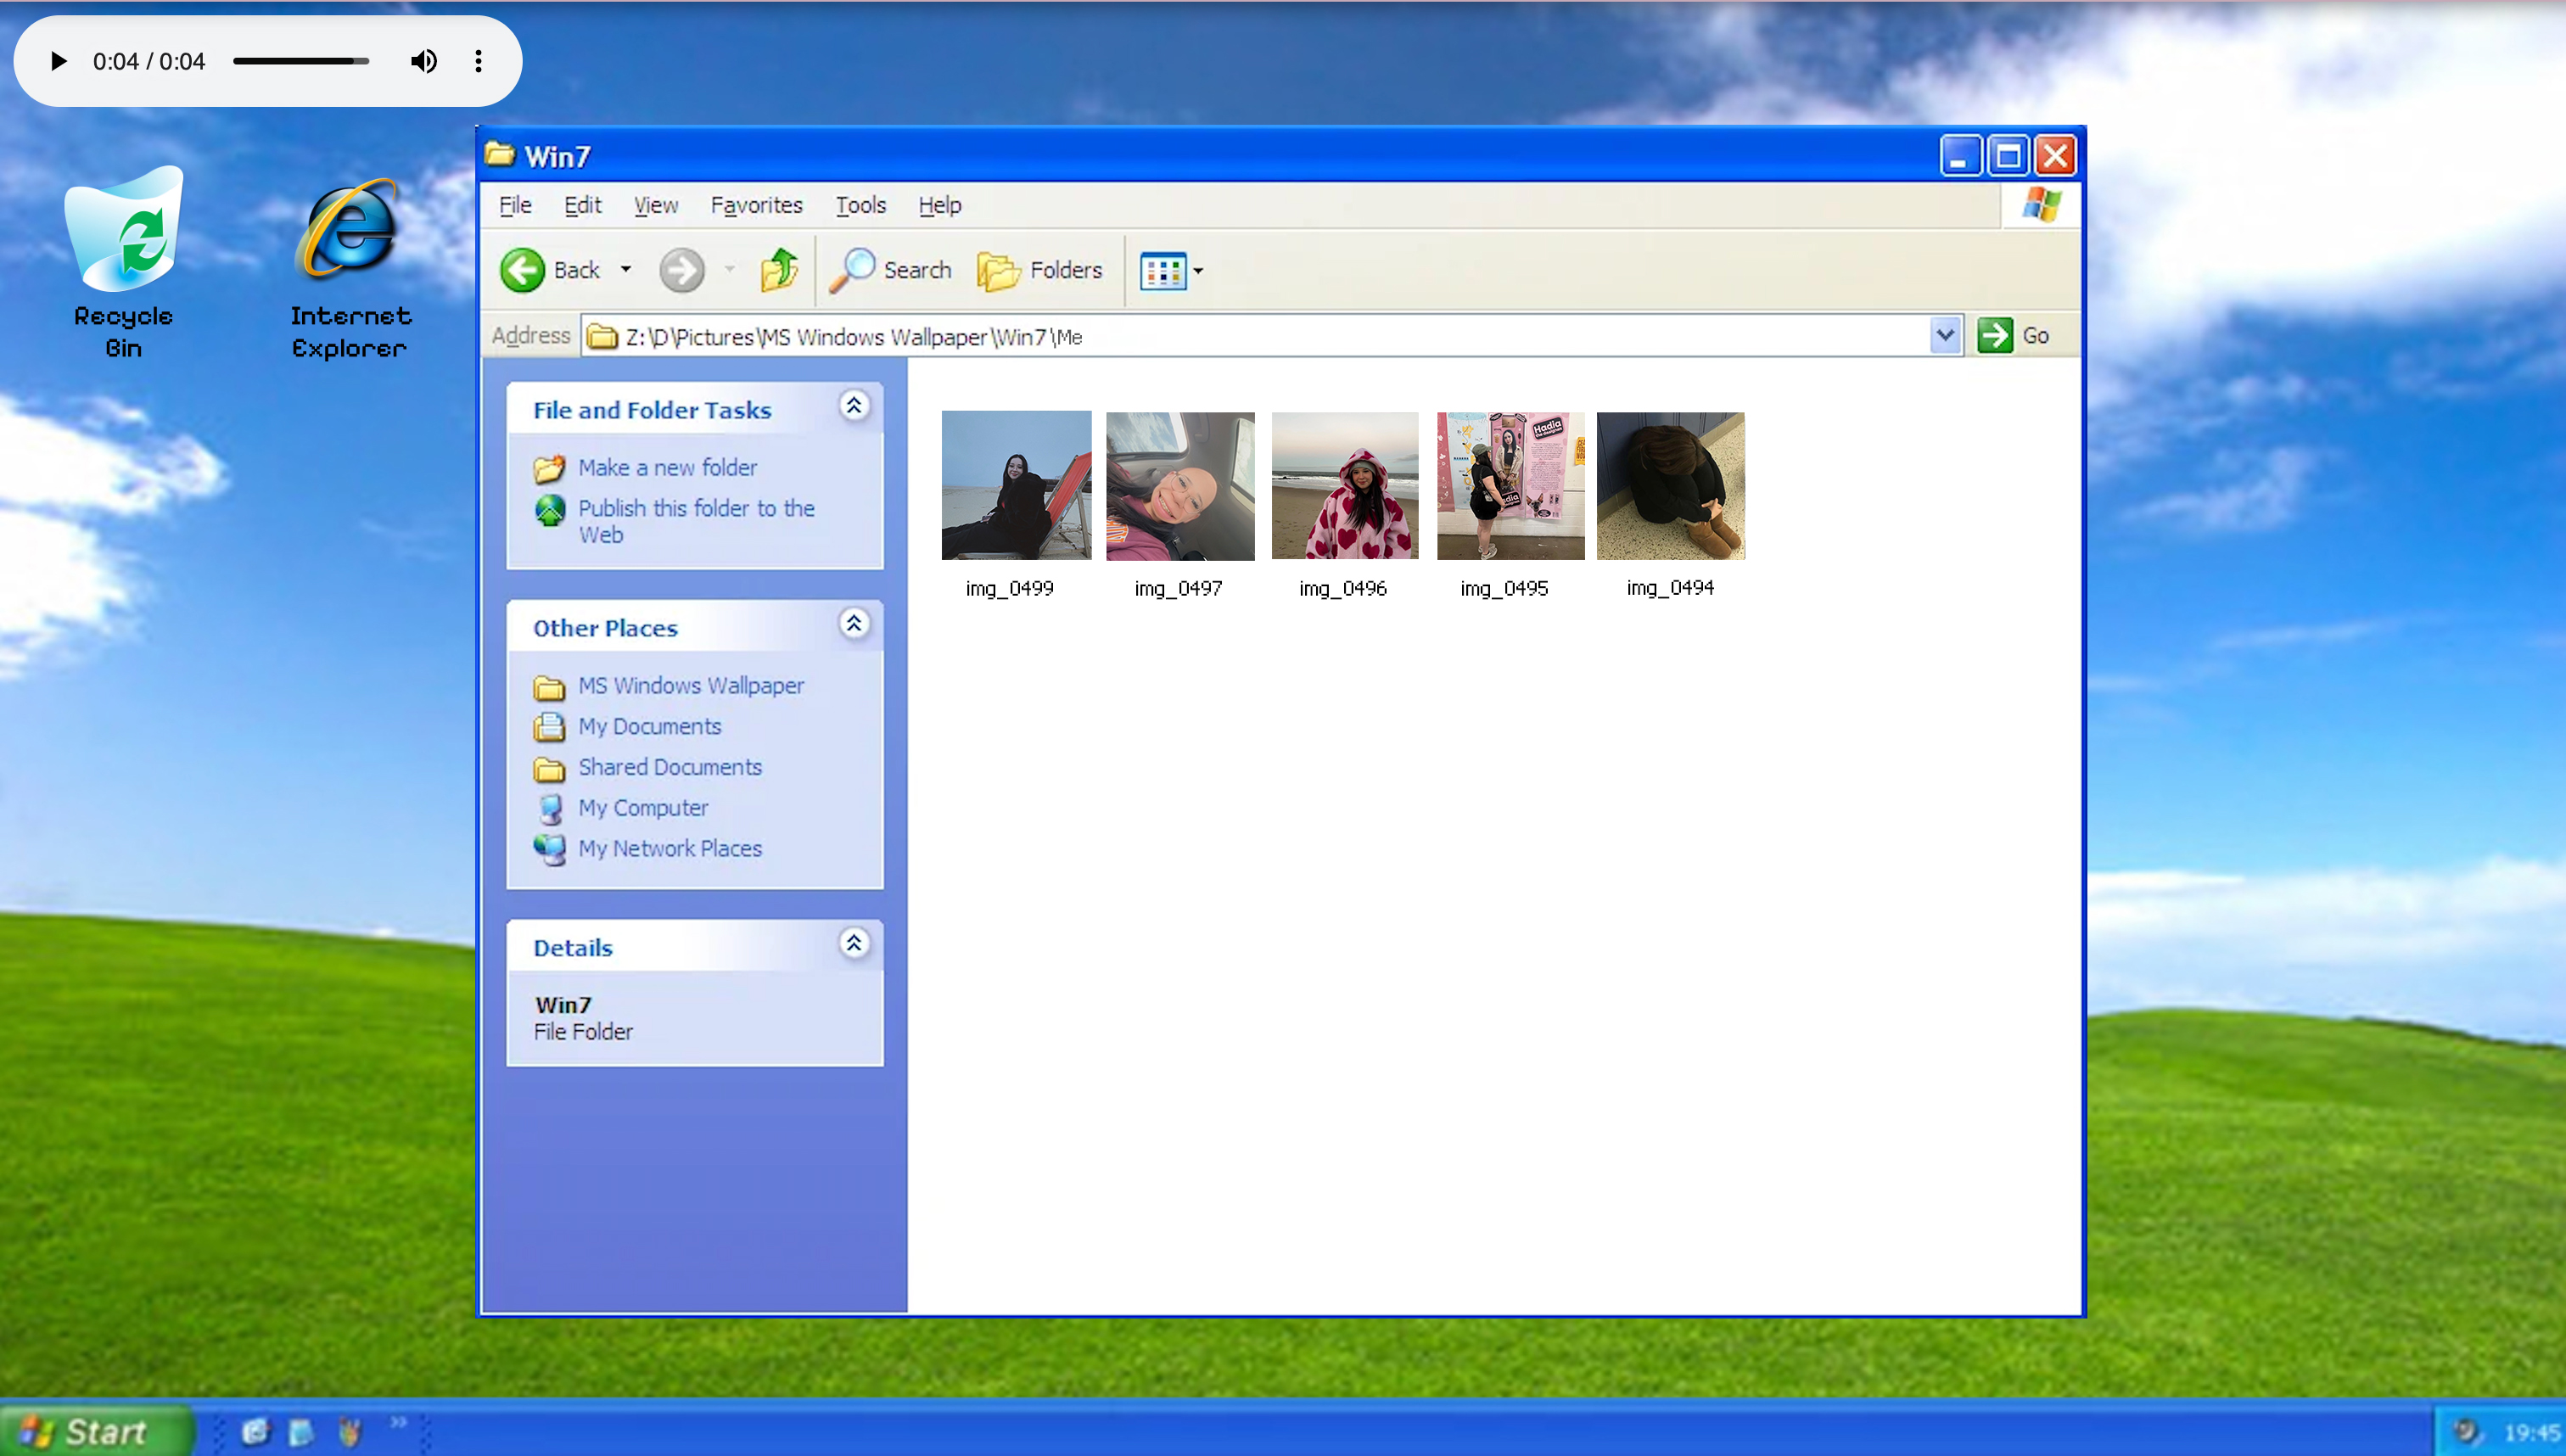 0:04 / 0:04
Recycle
Bin
Internet
Explorer
Win7
File Edit View Favorites Tools Help
Back Search Folders
Address Z:\D\Pictures\MS Windows Wallpaper\Win7\Me Go
File and Folder Tasks
Make a new folder
Publish this folder to the
Web
Other Places
MS Windows Wallpaper
My Documents
Shared Documents
My Computer
My Network Places
Details
Win7
File Folder
Hadia
img_0499 img_0497 img_0496 img_0495 img_0494
Start
19:45